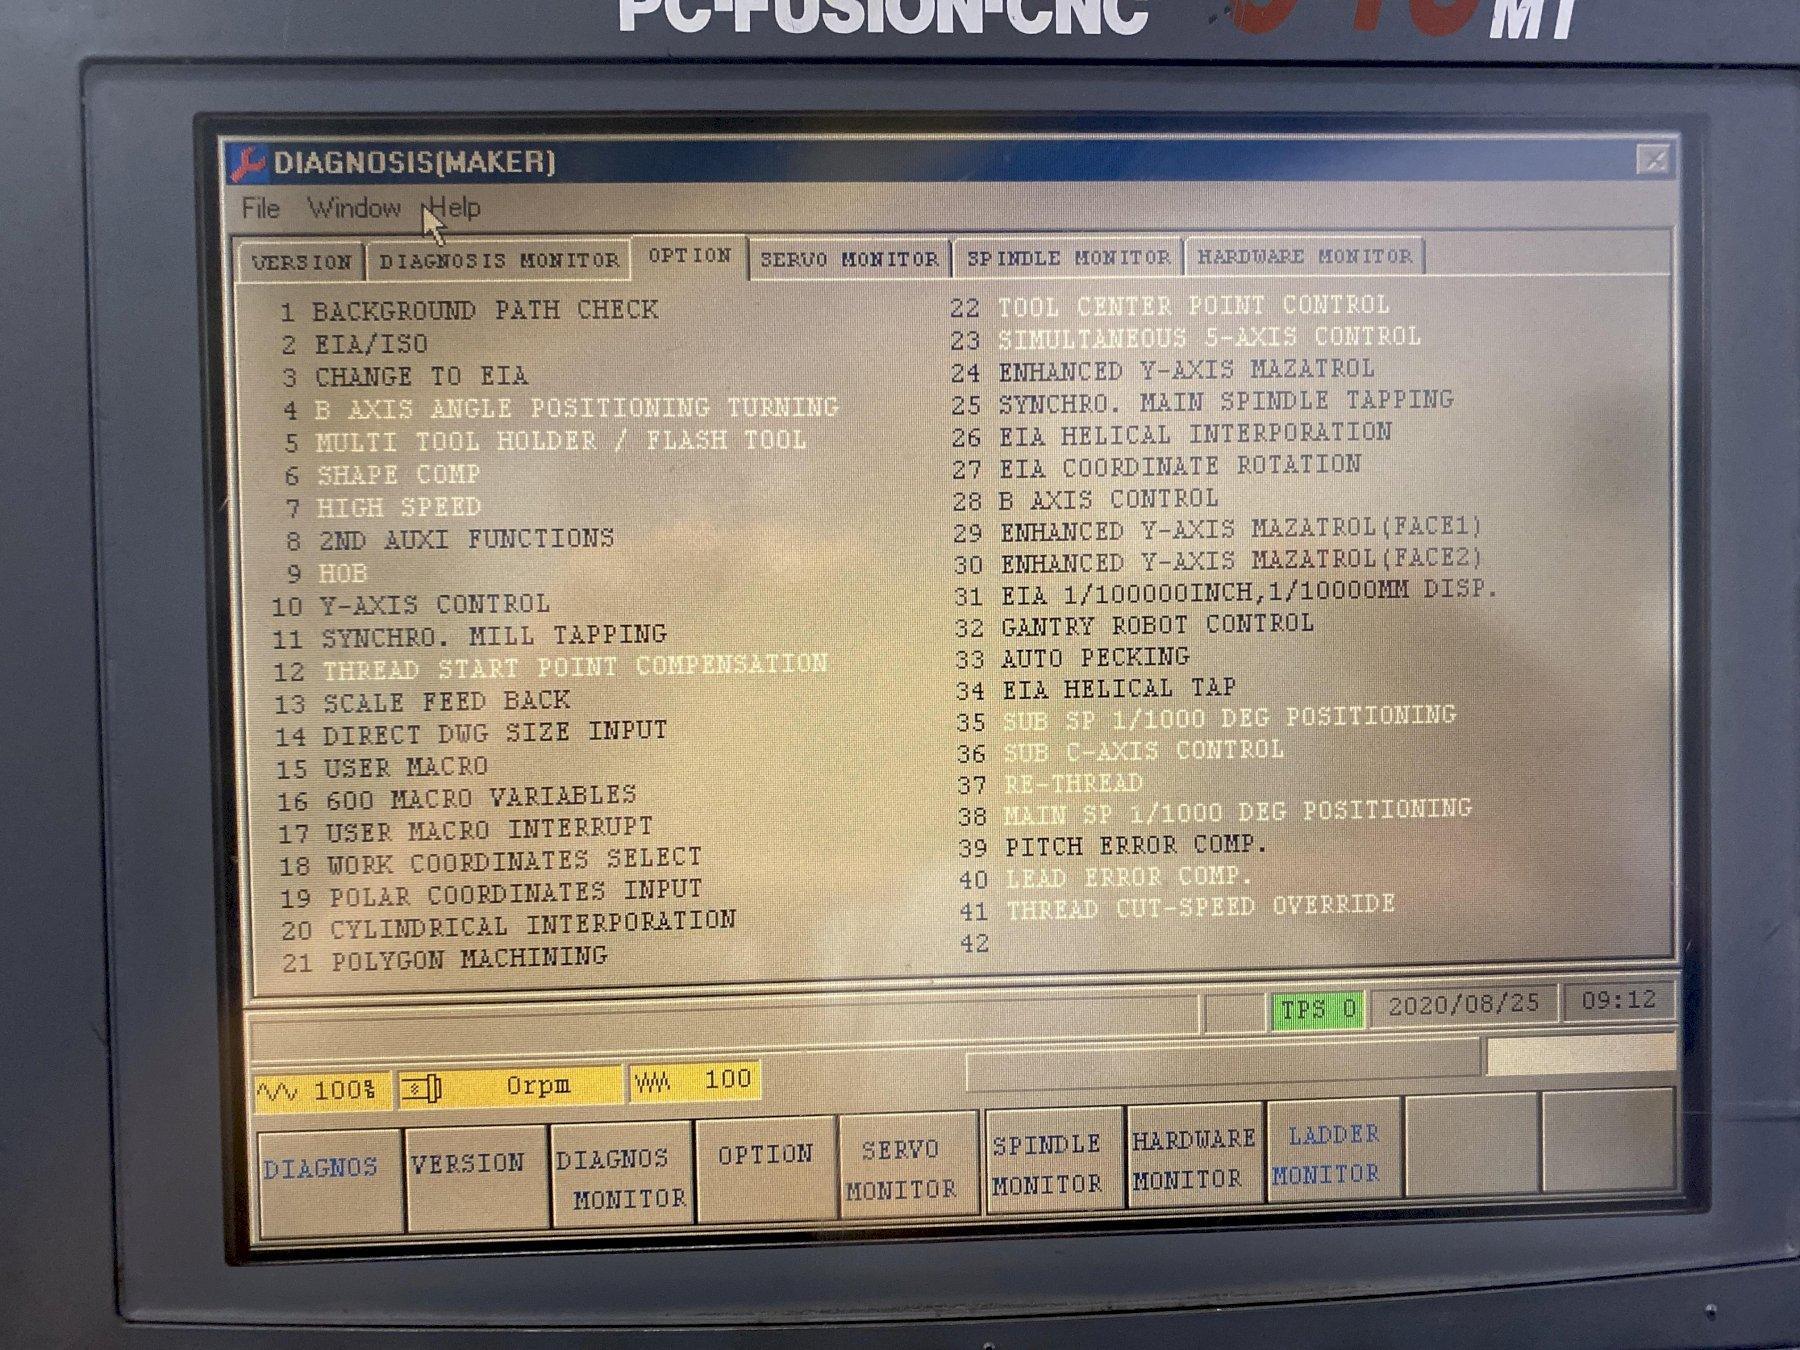 PC-FUSION-CNC 640 MT
DIAGNOSIS(MAKER)
File Window Help
VERSION DIAGNOSIS MONITOR OPTION SERVO MONITOR SPINDLE MONITOR HARDWARE MONITOR
1 BACKGROUND PATH CHECK
2 EIA/ISO
3 CHANGE TO EIA
4 B AXIS ANGLE POSITIONING TURNING
5 MULTI TOOL HOLDER / FLASH TOOL
6 SHAPE COMP
7 HIGH SPEED
8 2ND AUXI FUNCTIONS
9 HOB
10 Y-AXIS CONTROL
11 SYNCHRO. MILL TAPPING
12 THREAD START POINT COMPENSATION
13 SCALE FEED BACK
14 DIRECT DWG SIZE INPUT
15 USER MACRO
16 600 MACRO VARIABLES
17 USER MACRO INTERRUPT
18 WORK COORDINATES SELECT
19 POLAR COORDINATES INPUT
20 CYLINDRICAL INTERPORATION
21 POLYGON MACHINING
22 TOOL CENTER POINT CONTROL
23 SIMULTANEOUS 5-AXIS CONTROL
24 ENHANCED Y-AXIS MAZATROL
25 SYNCHRO. MAIN SPINDLE TAPPING
26 EIA HELICAL INTERPORATION
27 EIA COORDINATE ROTATION
28 B AXIS CONTROL
29 ENHANCED Y-AXIS MAZATROL(FACE1)
30 ENHANCED Y-AXIS MAZATROL(FACE2)
31 EIA 1/100000INCH,1/10000MM DISP.
32 GANTRY ROBOT CONTROL
33 AUTO PECKING
34 EIA HELICAL TAP
35 SUB SP 1/1000 DEG POSITIONING
36 SUB C-AXIS CONTROL
37 RE-THREAD
38 MAIN SP 1/1000 DEG POSITIONING
39 PITCH ERROR COMP.
40 LEAD ERROR COMP.
41 THREAD CUT-SPEED OVERRIDE
42
TPS 0 2020/08/25 09:12
100% 0rpm 100
DIAGNOS
VERSION
DIAGNOS
MONITOR
OPTION
SERVO
MONITOR
SPINDLE
MONITOR
HARDWARE
MONITOR
LADDER
MONITOR